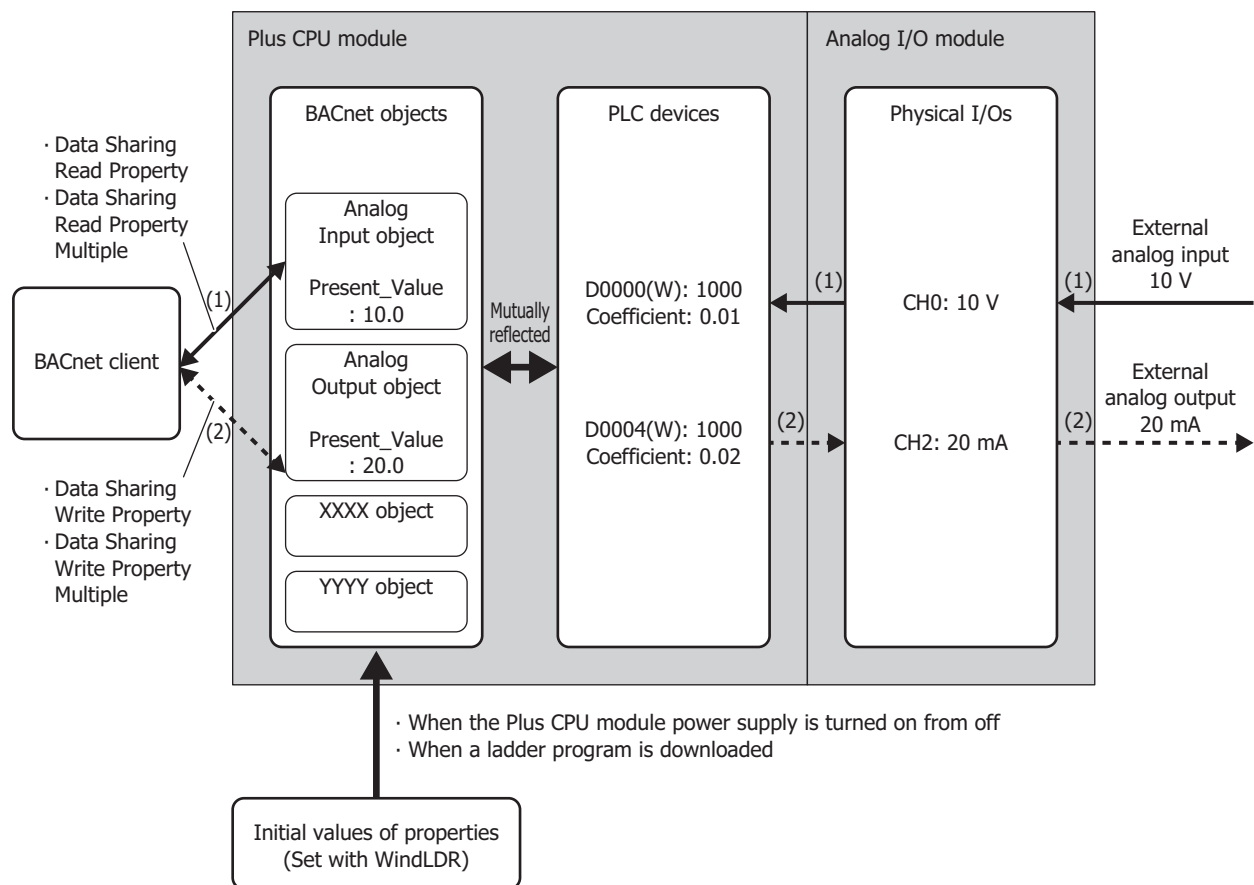 Plus CPU module
Analog I/O module
BACnet objects
PLC devices
Physical I/Os
· Data Sharing
Read Property
· Data Sharing
Read Property
Multiple
Analog
Input object
Present_Value
: 10.0
(1)
BACnet client
(2)
Mutually
reflected
D0000(W): 1000
Coefficient: 0.01
(1)
CH0: 10 V
(1)
External
analog input
10 V
Analog
Output object
Present_Value
: 20.0
D0004(W): 1000
Coefficient: 0.02
(2)
CH2: 20 mA
(2)
External
analog output
20 mA
· Data Sharing
Write Property
· Data Sharing
Write Property
Multiple
XXXX object
YYYY object
· When the Plus CPU module power supply is turned on from off
· When a ladder program is downloaded
Initial values of properties
(Set with WindLDR)